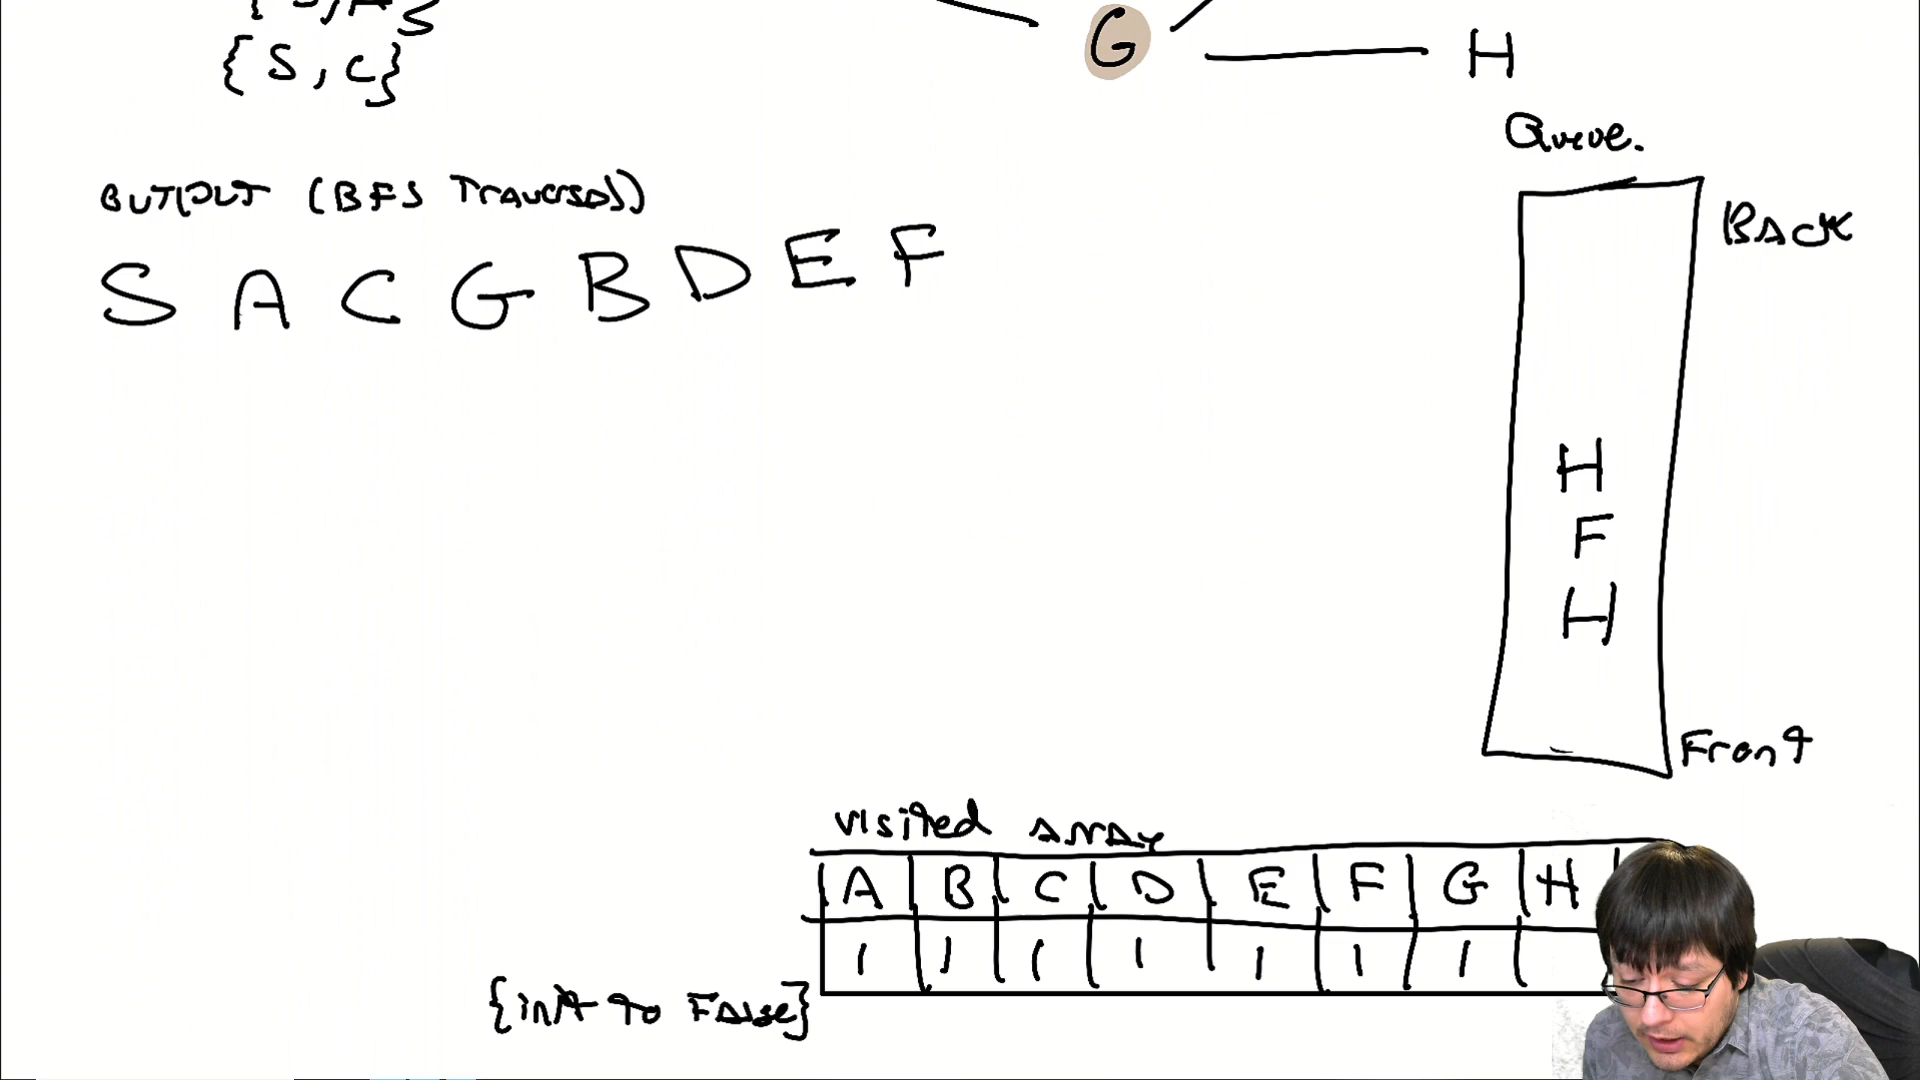 {S,A}
{S,C}
G
H
Queue.
Back
OUTPUT (BFS Traversal)
S A C G B D E F
H
F
H
Front
visited array
A B C D E F G H
1 1 1 1 1 1 1
{init to False}